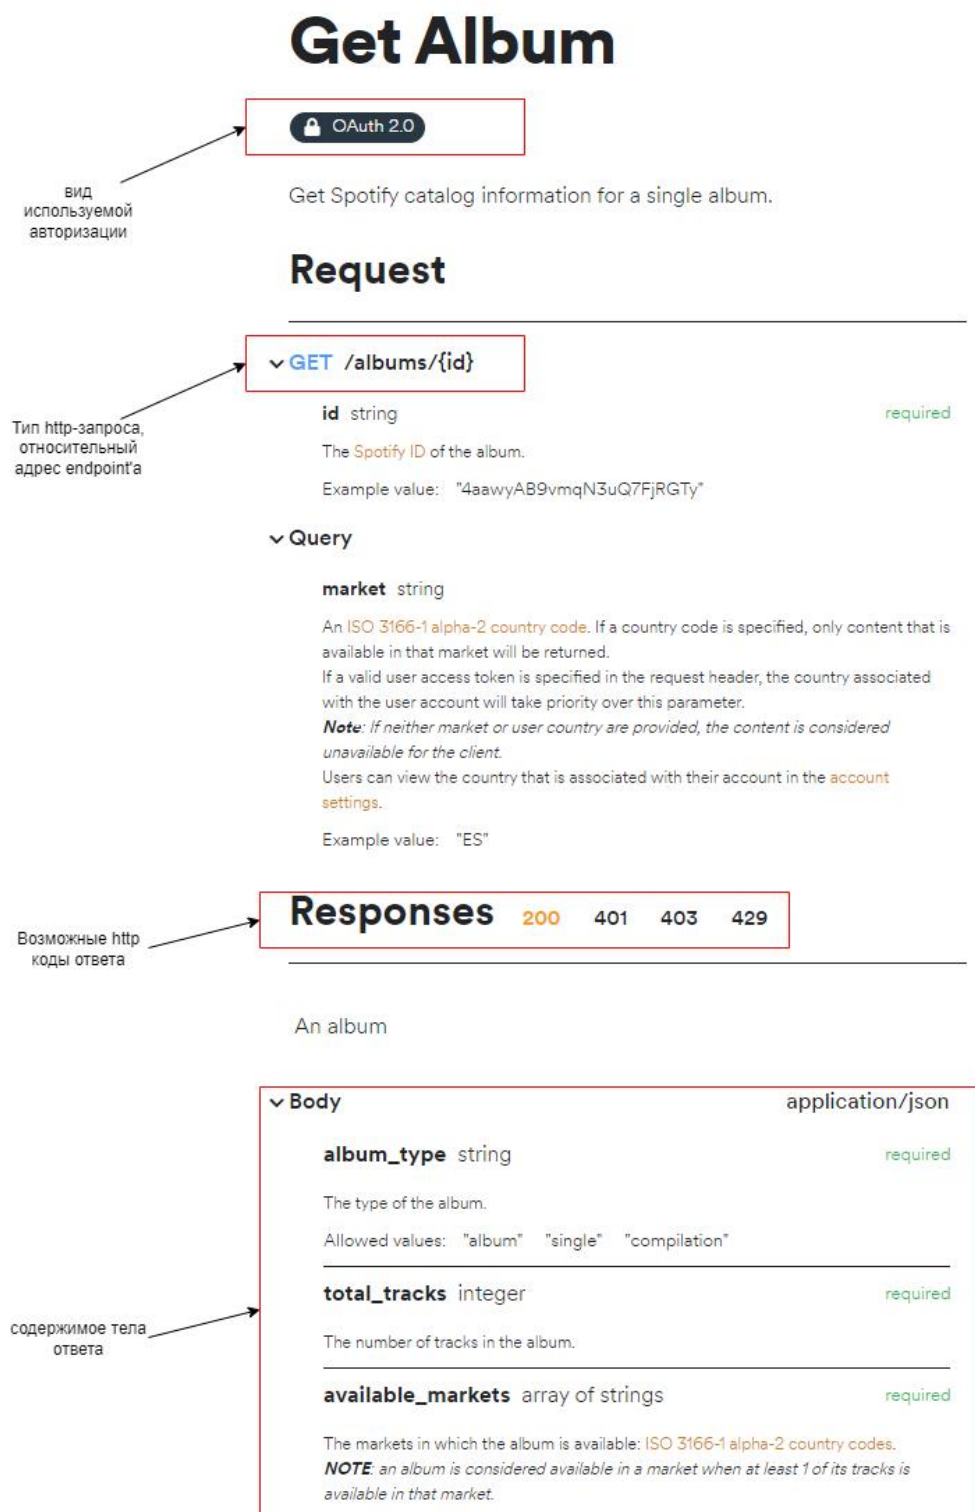 Get Album
OAuth 2.0
вид
используемой
авторизации
Get Spotify catalog information for a single album.
Request
GET /albums/{id}
Тип http-запроса,
относительный
адрес endpoint'а
id string required
The Spotify ID of the album.
Example value: "4aawyAB9vmqN3uQ7FjRGTy"
Query
market string
An ISO 3166-1 alpha-2 country code. If a country code is specified, only content that is
available in that market will be returned.
If a valid user access token is specified in the request header, the country associated
with the user account will take priority over this parameter.
Note: If neither market or user country are provided, the content is considered
unavailable for the client.
Users can view the country that is associated with their account in the account
settings.
Example value: "ES"
Responses 200 401 403 429
Возможные http
коды ответа
An album
Body application/json
album_type string required
The type of the album.
Allowed values: "album" "single" "compilation"
total_tracks integer required
содержимое тела
ответа
The number of tracks in the album.
available_markets array of strings required
The markets in which the album is available: ISO 3166-1 alpha-2 country codes.
NOTE: an album is considered available in a market when at least 1 of its tracks is
available in that market.